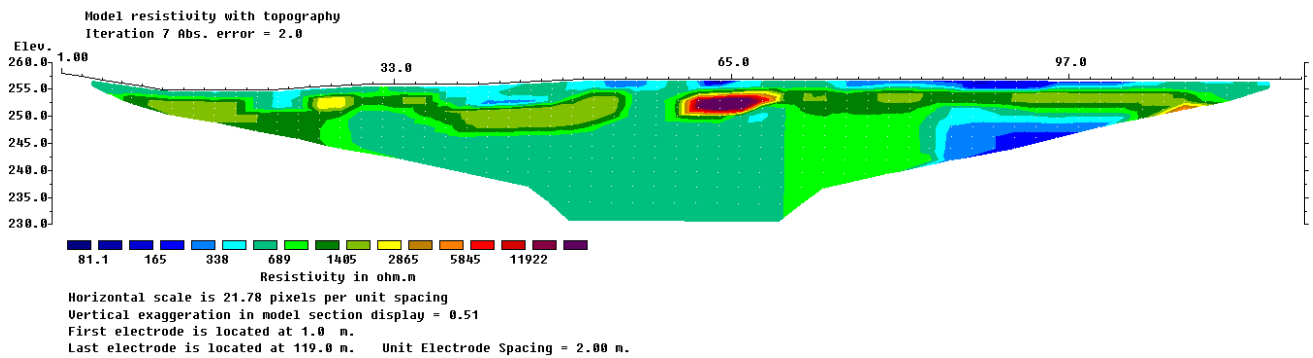 Model resistivity with topography
Iteration 7 Abs. error = 2.0
Elev.
1.00 33.0 65.0 97.0
260.0
255.0
250.0
245.0
240.0
235.0
230.0
81.1 165 338 689 1405 2865 5845 11922
Resistivity in ohm.m
Horizontal scale is 21.78 pixels per unit spacing
Vertical exaggeration in model section display = 0.51
First electrode is located at 1.0 m.
Last electrode is located at 119.0 m. Unit Electrode Spacing = 2.00 m.